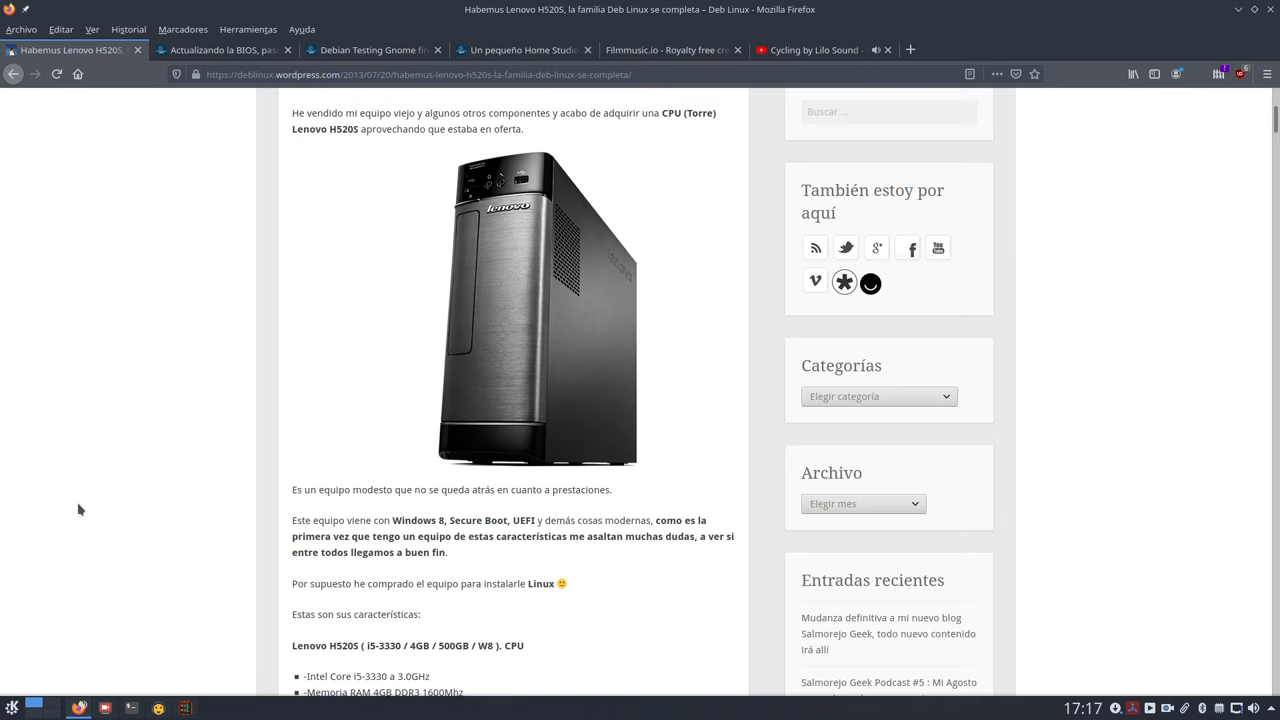 Habemus Lenovo H520S, la familia Deb Linux se completa – Deb Linux - Mozilla Firefox
Archivo Editar Ver Historial Marcadores Herramientas Ayuda
Habemus Lenovo H520S,
Actualizando la BIOS, pas
Debian Testing Gnome fin
Un pequeño Home Studio
Filmmusic.io - Royalty free cre
Cycling by Lilo Sound -
https://deblinux.wordpress.com/2013/07/20/habemus-lenovo-h520s-la-familia-deb-linux-se-completa/
He vendido mi equipo viejo y algunos otros componentes y acabo de adquirir una CPU (Torre)
Lenovo H520S aprovechando que estaba en oferta.
lenovo
Es un equipo modesto que no se queda atrás en cuanto a prestaciones.
Este equipo viene con Windows 8, Secure Boot, UEFI y demás cosas modernas, como es la
primera vez que tengo un equipo de estas características me asaltan muchas dudas, a ver si
entre todos llegamos a buen fin.
Por supuesto he comprado el equipo para instalarle Linux 🙂
Estas son sus características:
Lenovo H520S ( i5-3330 / 4GB / 500GB / W8 ). CPU
-Intel Core i5-3330 a 3.0GHz
-Memoria RAM 4GB DDR3 1600Mhz
Buscar ...
También estoy por
aquí
You Tube
Categorías
Elegir categoría
Archivo
Elegir mes
Entradas recientes
Mudanza definitiva a mi nuevo blog
Salmorejo Geek, todo nuevo contenido
irá allí
Salmorejo Geek Podcast #5 : Mi Agosto
17:17